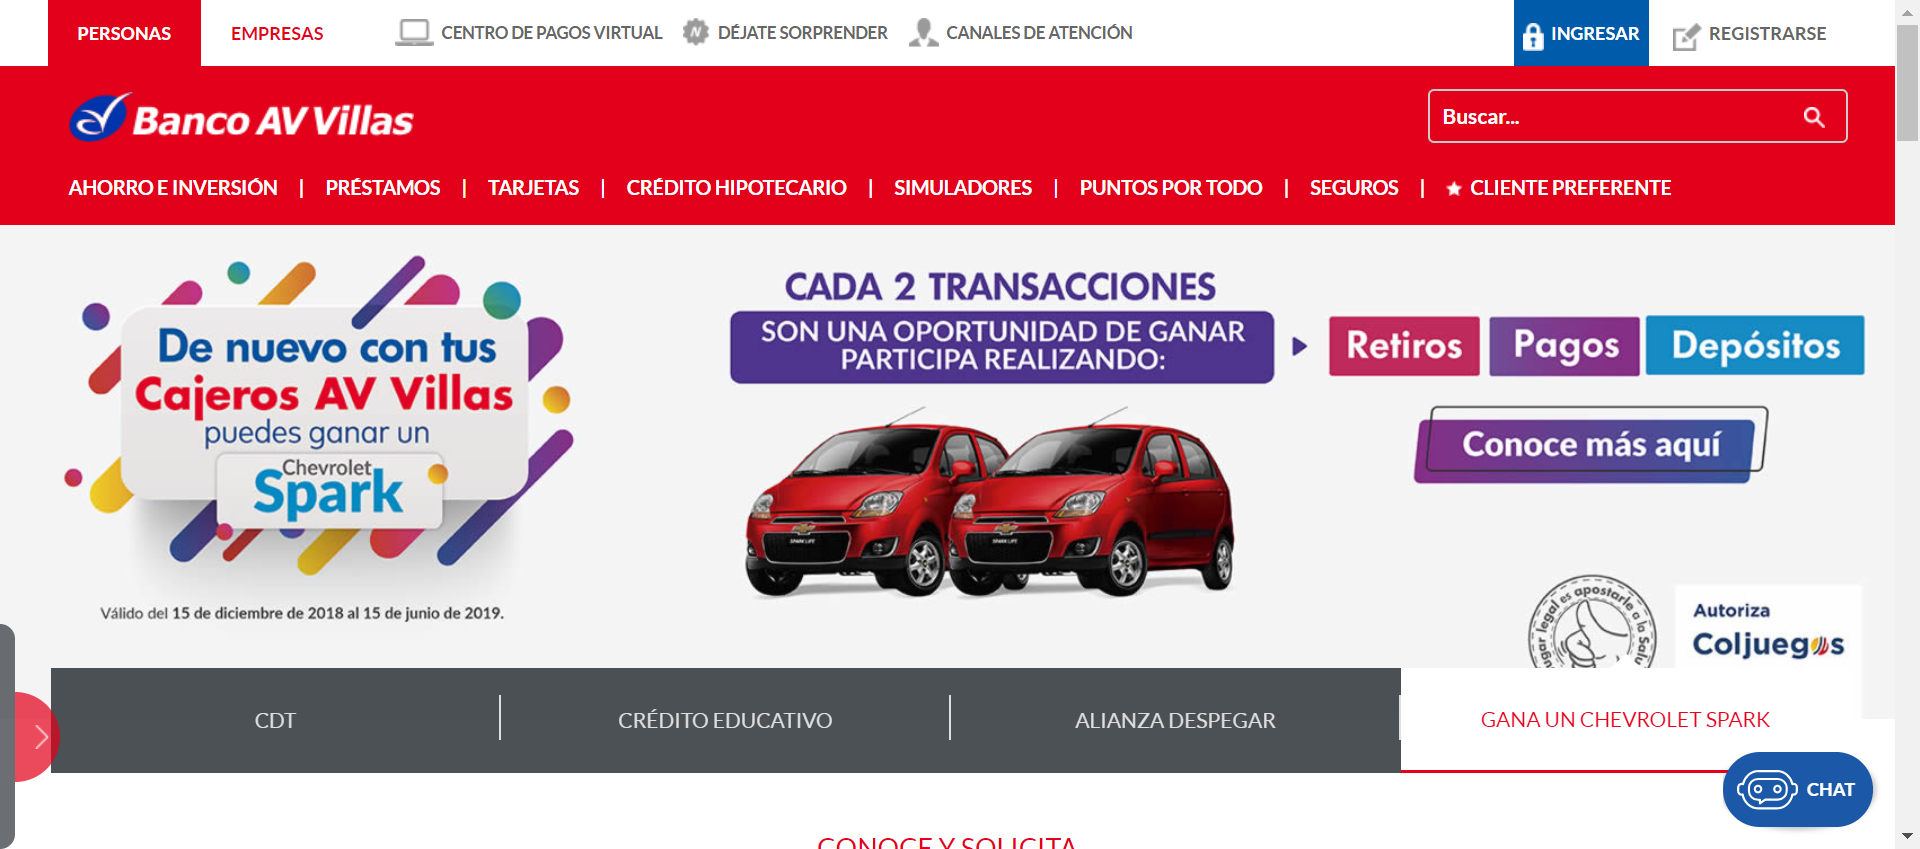 PERSONAS
EMPRESAS
CENTRO DE PAGOS VIRTUAL
DÉJATE SORPRENDER
CANALES DE ATENCIÓN
INGRESAR
REGISTRARSE
Banco AV Villas
Buscar...
AHORRO E INVERSIÓN | PRÉSTAMOS | TARJETAS | CRÉDITO HIPOTECARIO | SIMULADORES | PUNTOS POR TODO | SEGUROS | CLIENTE PREFERENTE
De nuevo con tus
Cajeros AV Villas
puedes ganar un
Chevrolet
Spark
Válido del 15 de diciembre de 2018 al 15 de junio de 2019.
CADA 2 TRANSACCIONES
SON UNA OPORTUNIDAD DE GANAR
PARTICIPA REALIZANDO:
Retiros
Pagos
Depósitos
Conoce más aquí
SPARK LIFE
SPARK LIFE
es apostarle a la
Autoriza
Coljuegos
CDT
CRÉDITO EDUCATIVO
ALIANZA DESPEGAR
GANA UN CHEVROLET SPARK
CHAT
CONOCE Y SOLICITA